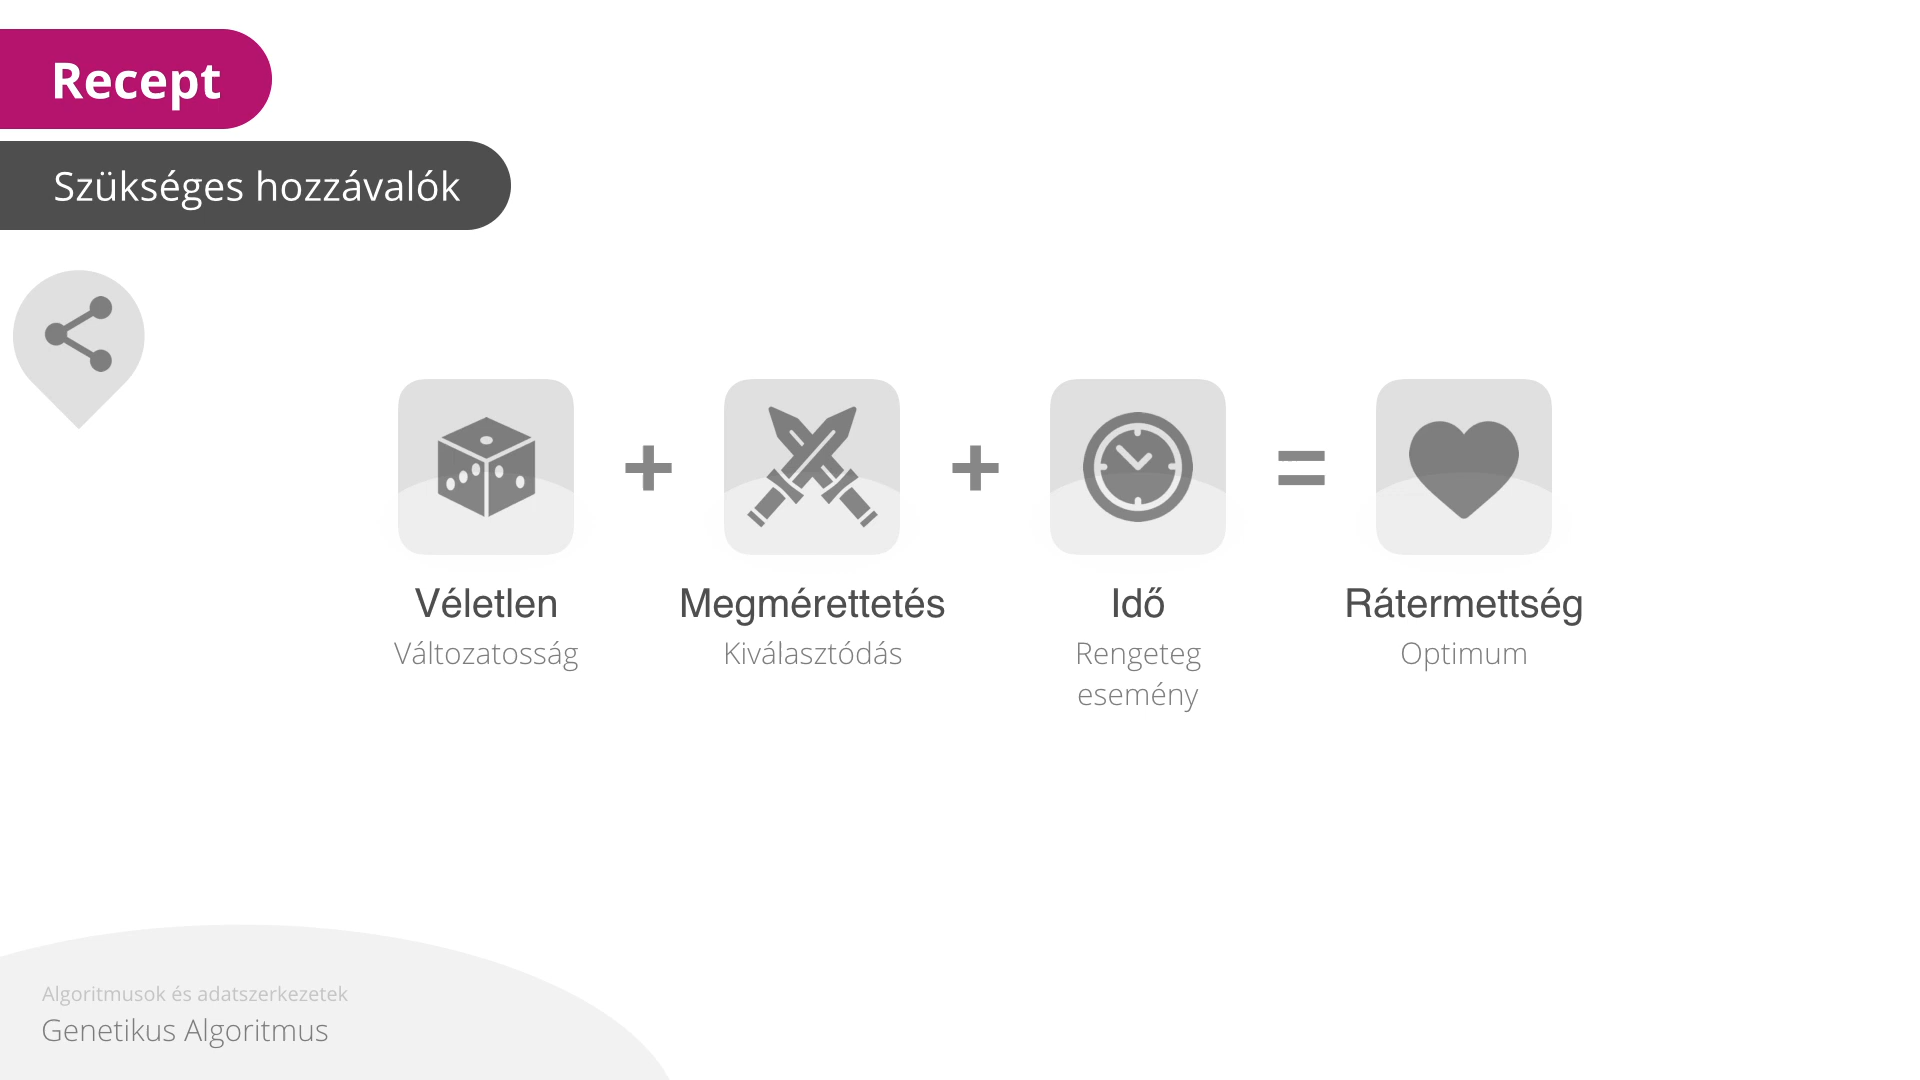 Recept
Szükséges hozzávalók
+
+
=
Véletlen
Változatosság
Megmérettetés
Kiválasztódás
Idő
Rengeteg
esemény
Rátermettség
Optimum
Algoritmusok és adatszerkezetek
Genetikus Algoritmus